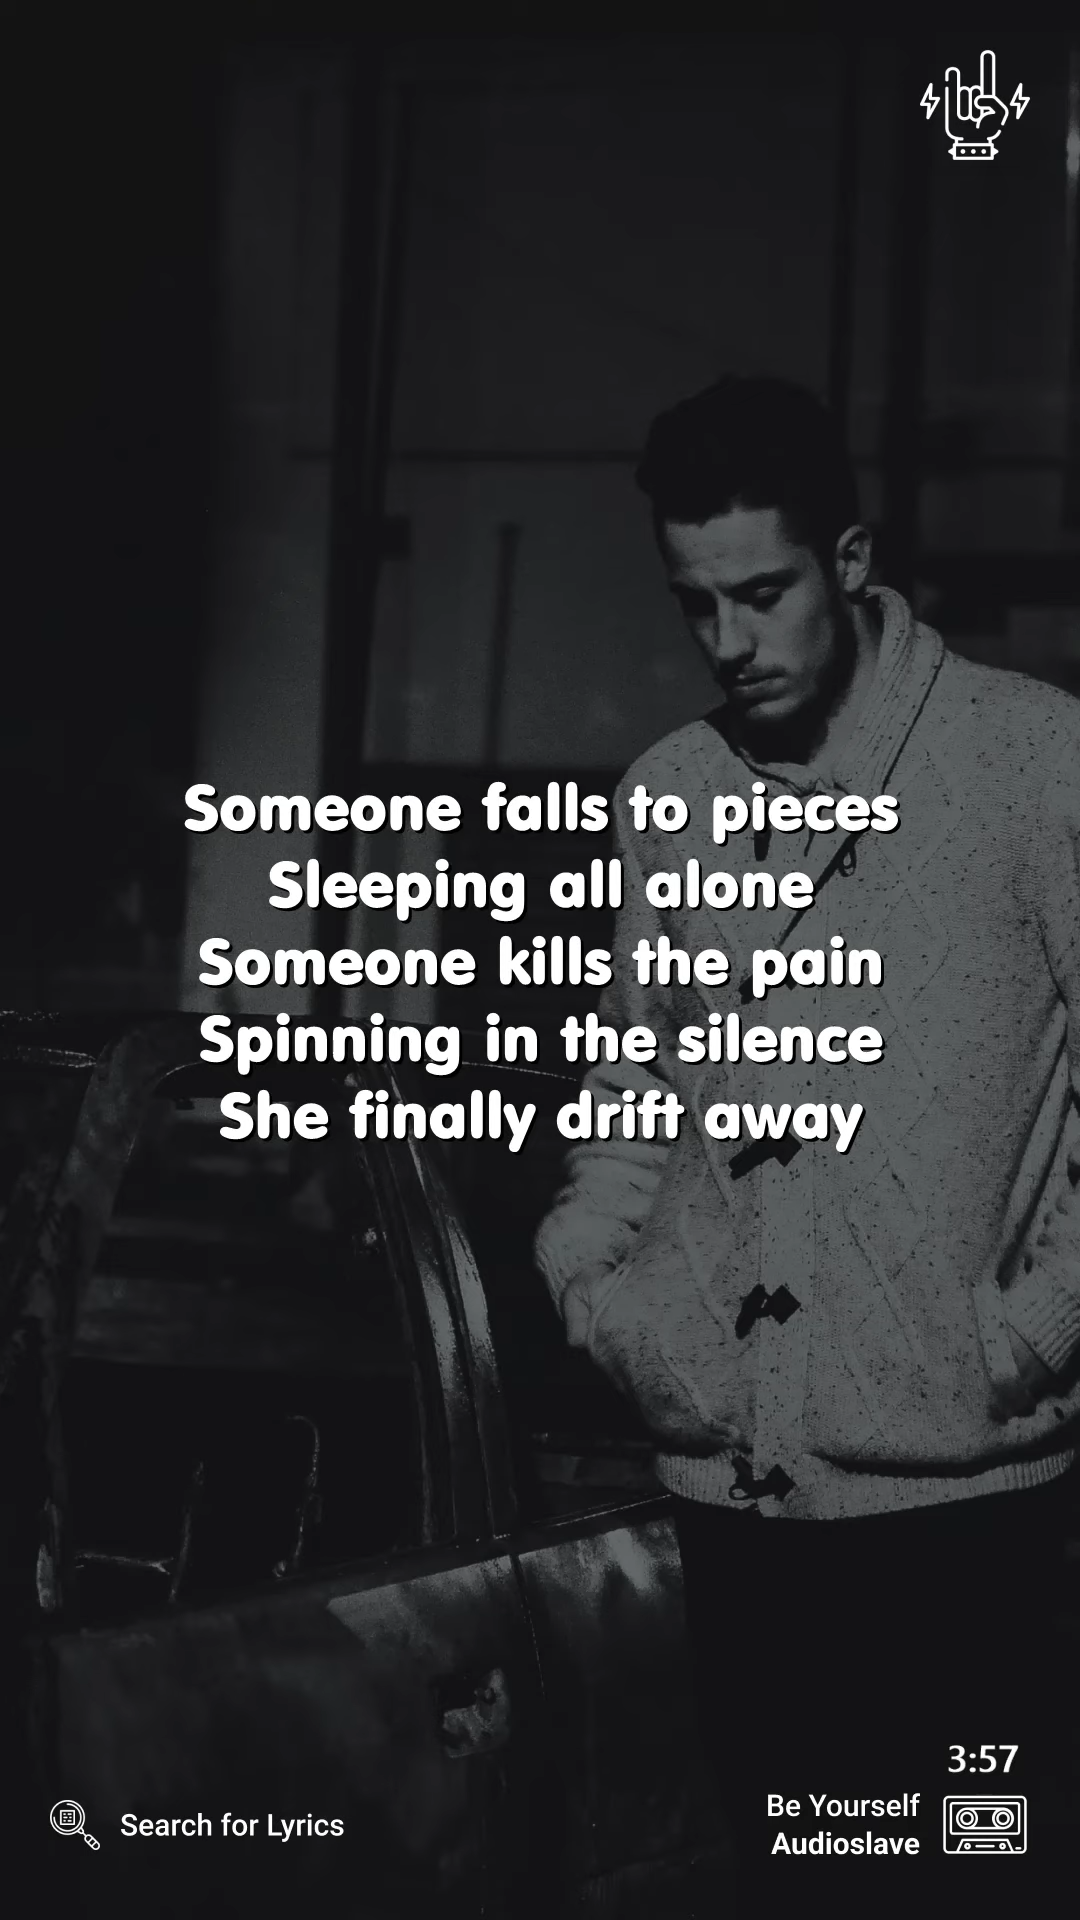 Someone falls to pieces
Sleeping all alone
Someone kills the pain
Spinning in the silence
She finally drift away
3:57
Be Yourself
Audioslave
Search for Lyrics